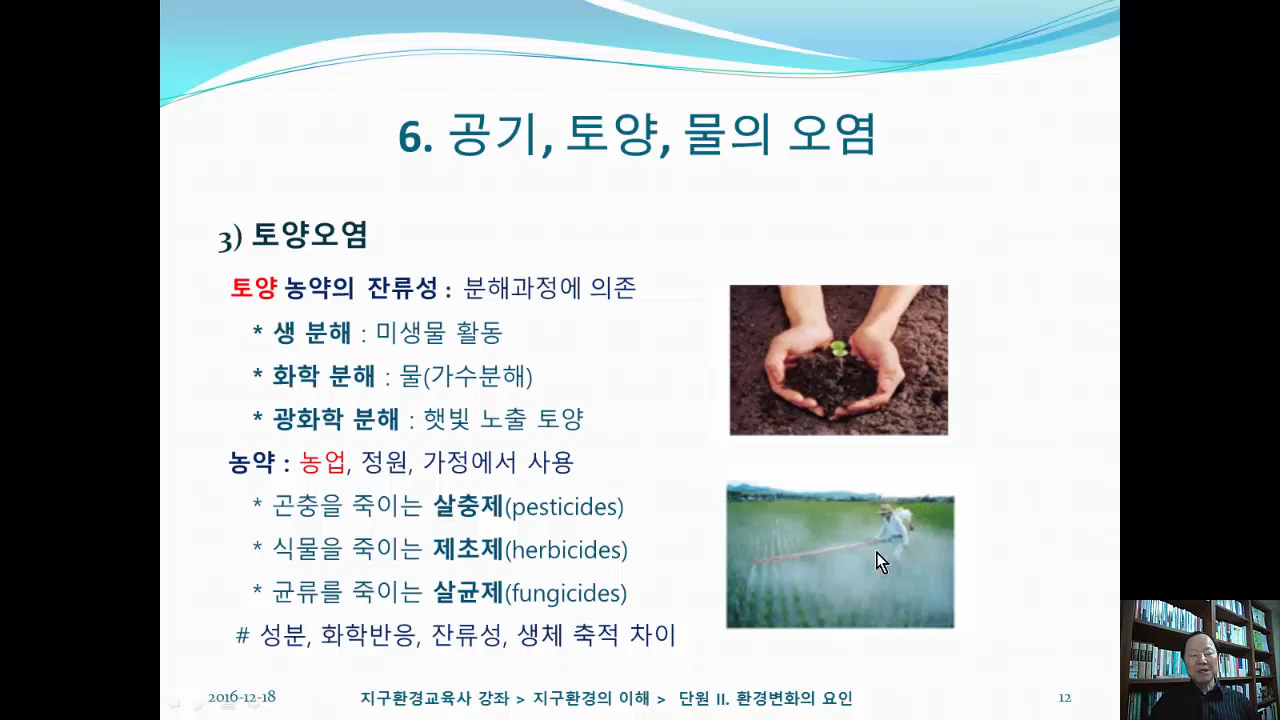 6. 공기, 토양, 물의 오염
3) 토양오염
토양 농약의 잔류성 : 분해과정에 의존
* 생 분해 : 미생물 활동
* 화학 분해 : 물(가수분해)
* 광화학 분해 : 햇빛 노출 토양
농약 : 농업, 정원, 가정에서 사용
* 곤충을 죽이는 살충제(pesticides)
* 식물을 죽이는 제초제(herbicides)
* 균류를 죽이는 살균제(fungicides)
# 성분, 화학반응, 잔류성, 생체 축적 차이
2016-12-18
지구환경교육사 강좌 > 지구환경의 이해 > 단원 II. 환경변화의 요인
12